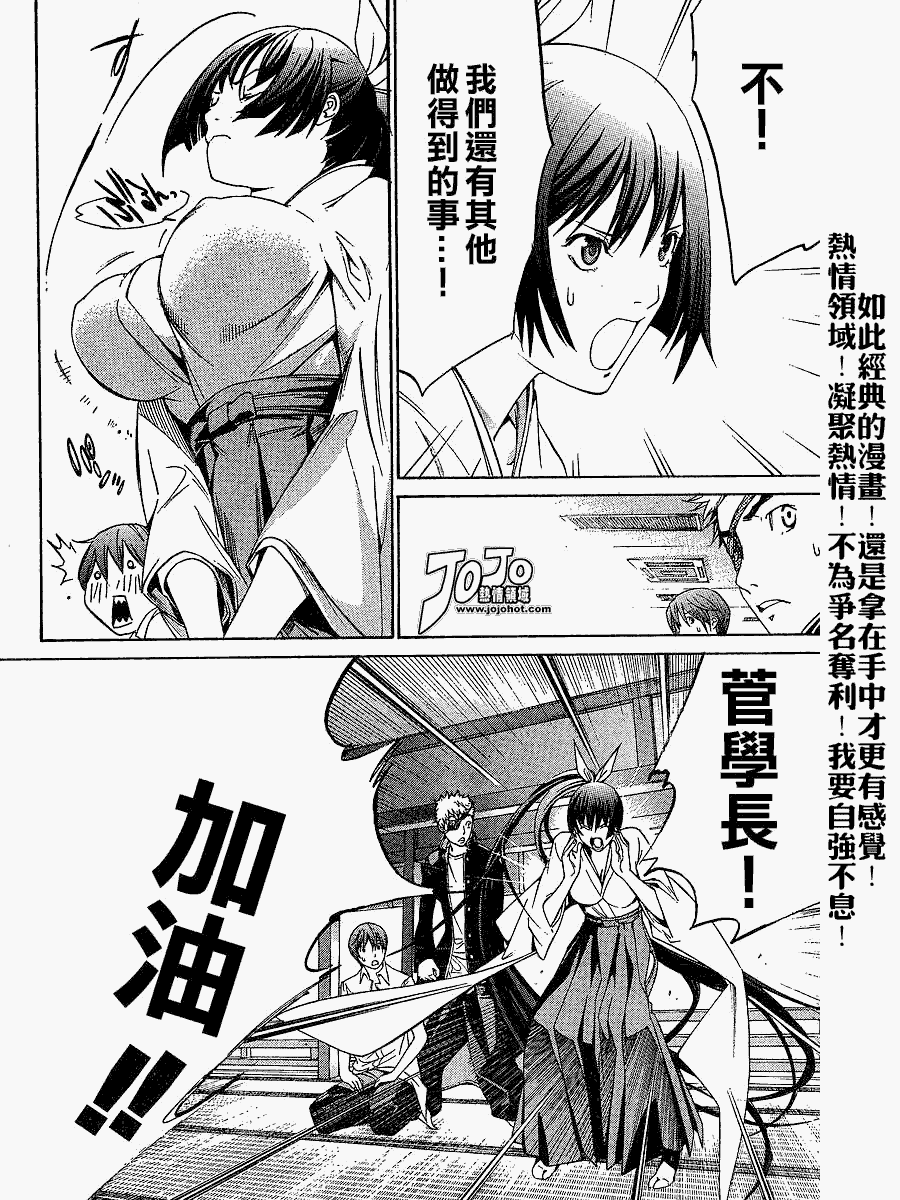 不！
我們還有其他
做得到的事…！
JOJO
熱情領域
www.jojohot.com
菅學長！
加油!!
如此經典的漫畫！還是拿在手中才更有感覺！
熱情領域！凝聚熱情！不為爭名奪利！我要自強不息！